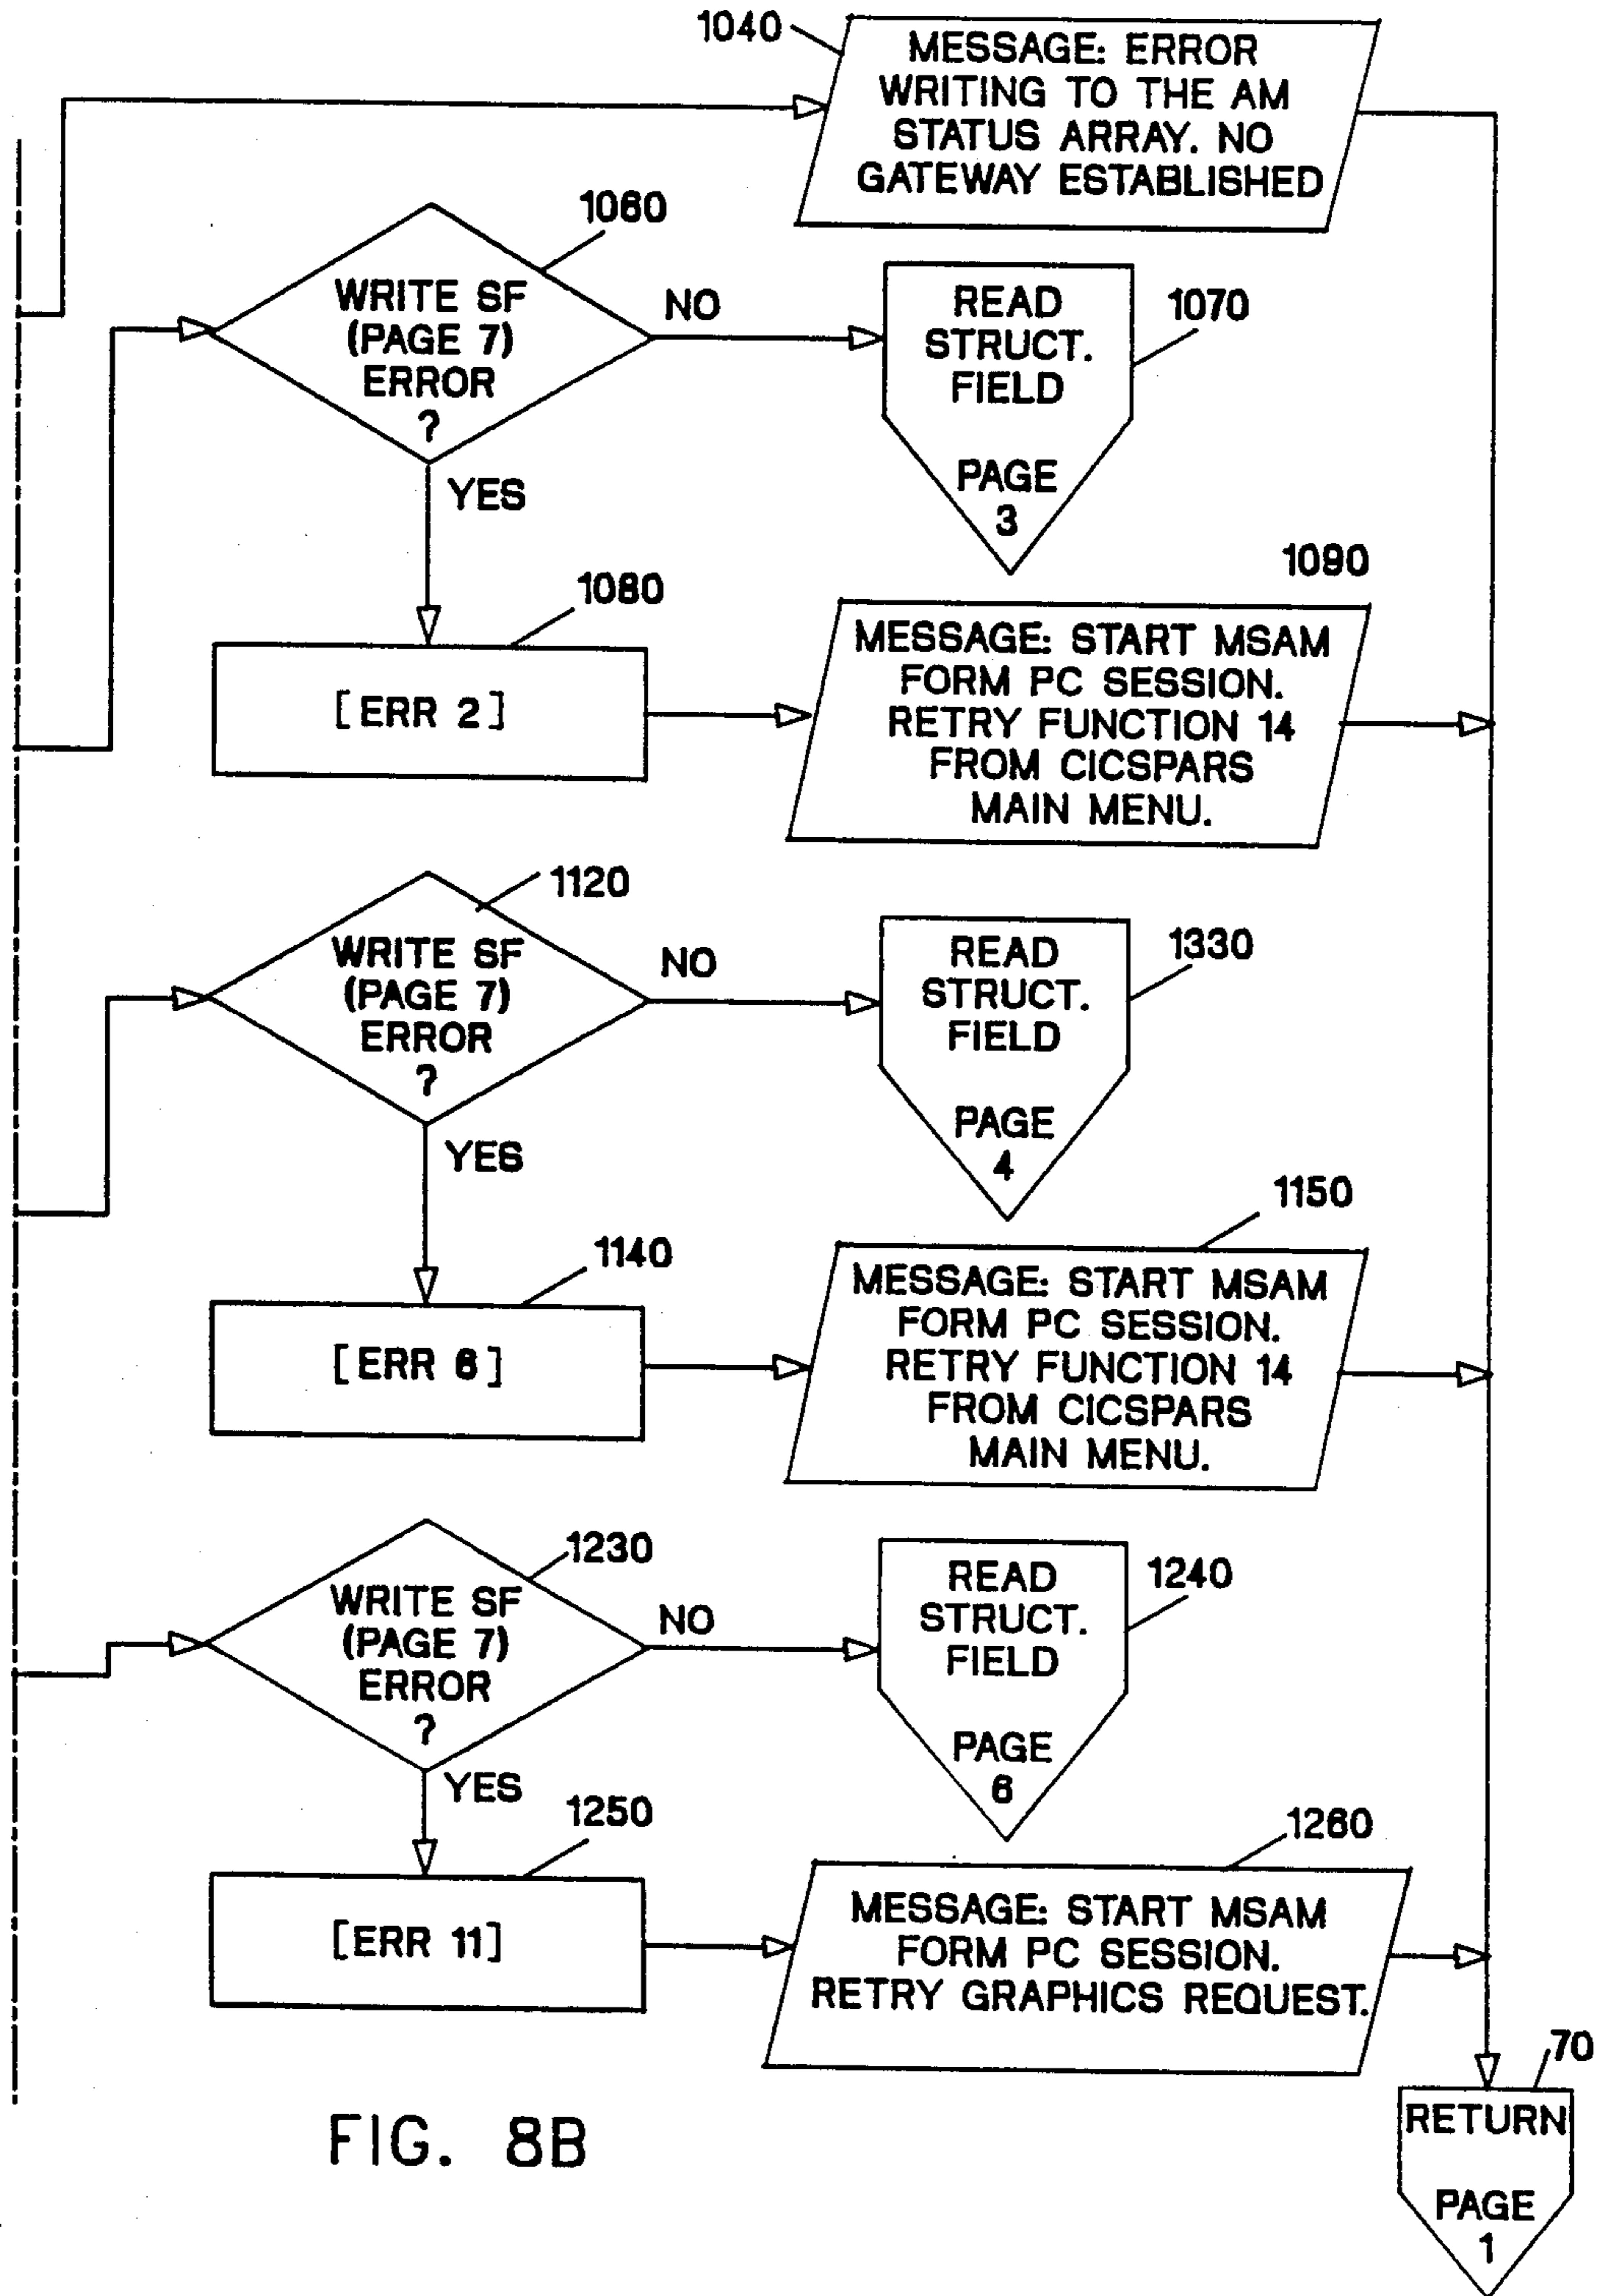 1040
MESSAGE: ERROR
WRITING TO THE AM
STATUS ARRAY. NO
GATEWAY ESTABLISHED
1060
WRITE SF
(PAGE 7)
ERROR
?
NO
YES
READ
STRUCT.
FIELD
PAGE
3
1070
1080
[ERR 2]
1090
MESSAGE: START MSAM
FORM PC SESSION.
RETRY FUNCTION 14
FROM CICSPARS
MAIN MENU.
1120
WRITE SF
(PAGE 7)
ERROR
?
NO
YES
READ
STRUCT.
FIELD
PAGE
4
1330
1140
[ERR 6]
1150
MESSAGE: START MSAM
FORM PC SESSION.
RETRY FUNCTION 14
FROM CICSPARS
MAIN MENU.
1230
WRITE SF
(PAGE 7)
ERROR
?
NO
YES
READ
STRUCT.
FIELD
PAGE
6
1240
1250
[ERR 11]
1260
MESSAGE: START MSAM
FORM PC SESSION.
RETRY GRAPHICS REQUEST.
70
RETURN
PAGE
1
FIG. 8B